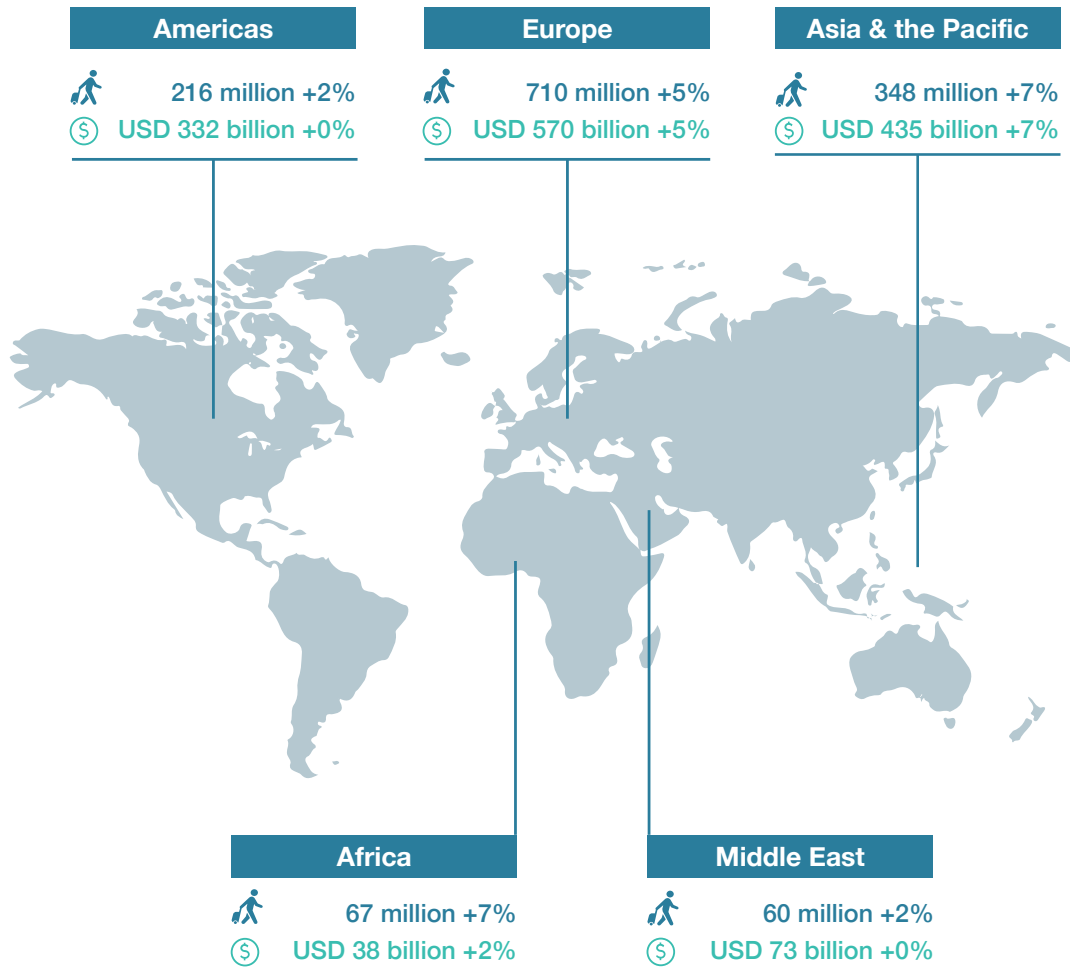 Americas
216 million +2%
$ USD 332 billion +0%
Europe
710 million +5%
$ USD 570 billion +5%
Asia & the Pacific
348 million +7%
$ USD 435 billion +7%
Africa
67 million +7%
$ USD 38 billion +2%
Middle East
60 million +2%
$ USD 73 billion +0%